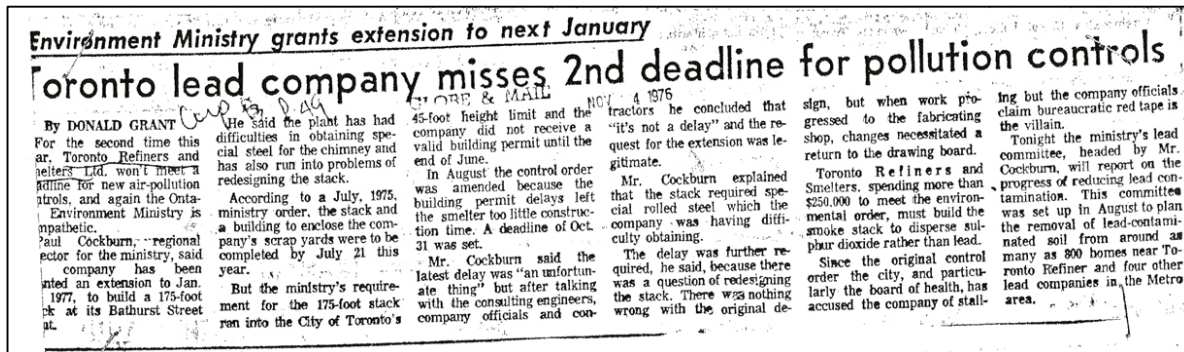 Environment Ministry grants extension to next January
oronto lead company misses 2nd deadline for pollution controls
GLOBE & MAIL
NOV 4 1976
By DONALD GRANT
For the second time this
ar, Toronto Refiners and
elters Ltd. won't meet a
adline for new air-pollution
ntrols, and again the Onta-
Environment Ministry is
mpathetic.
Paul Cockburn, regional
ector for the ministry, said
company has been
nted an extension to Jan.
1977, to build a 175-foot
ck at its Bathurst Street
nt.
He said the plant has had
difficulties in obtaining spe-
cial steel for the chimney and
has also run into problems of
redesigning the stack.
According to a July, 1975,
ministry order, the stack and
a building to enclose the com-
pany's scrap yards were to be
completed by July 21 this
year.
But the ministry's require-
ment for the 175-foot stack
ran into the City of Toronto's
45-foot height limit and the
company did not receive a
valid building permit until the
end of June.
In August the control order
was amended because the
building permit delays left
the smelter too little construc-
tion time. A deadline of Oct.
31 was set.
Mr. Cockburn said the
latest delay was "an unfortun-
ate thing" but after talking
with the consulting engineers,
company officials and con-
tractors he concluded that
"it's not a delay" and the re-
quest for the extension was le-
gitimate.
Mr. Cockburn explained
that the stack required spe-
cial rolled steel which the
company was having diffi-
culty obtaining.
The delay was further re-
quired, he said, because there
was a question of redesigning
the stack. There was nothing
wrong with the original de-
sign, but when work pro-
gressed to the fabricating
shop, changes necessitated a
return to the drawing board.
Toronto Refiners and
Smelters, spending more than
$250,000 to meet the environ-
mental order, must build the
smoke stack to disperse sul-
phur dioxide rather than lead.
Since the original control
order the city, and particu-
larly the board of health, has
accused the company of stall-
ing but the company officials
claim bureaucratic red tape is
the villain.
Tonight the ministry's lead
committee, headed by Mr.
Cockburn, will report on the
progress of reducing lead con-
tamination. This committee
was set up in August to plan
the removal of lead-contami-
nated soil from around as
many as 800 homes near To-
ronto Refiner and four other
lead companies in the Metro
area.